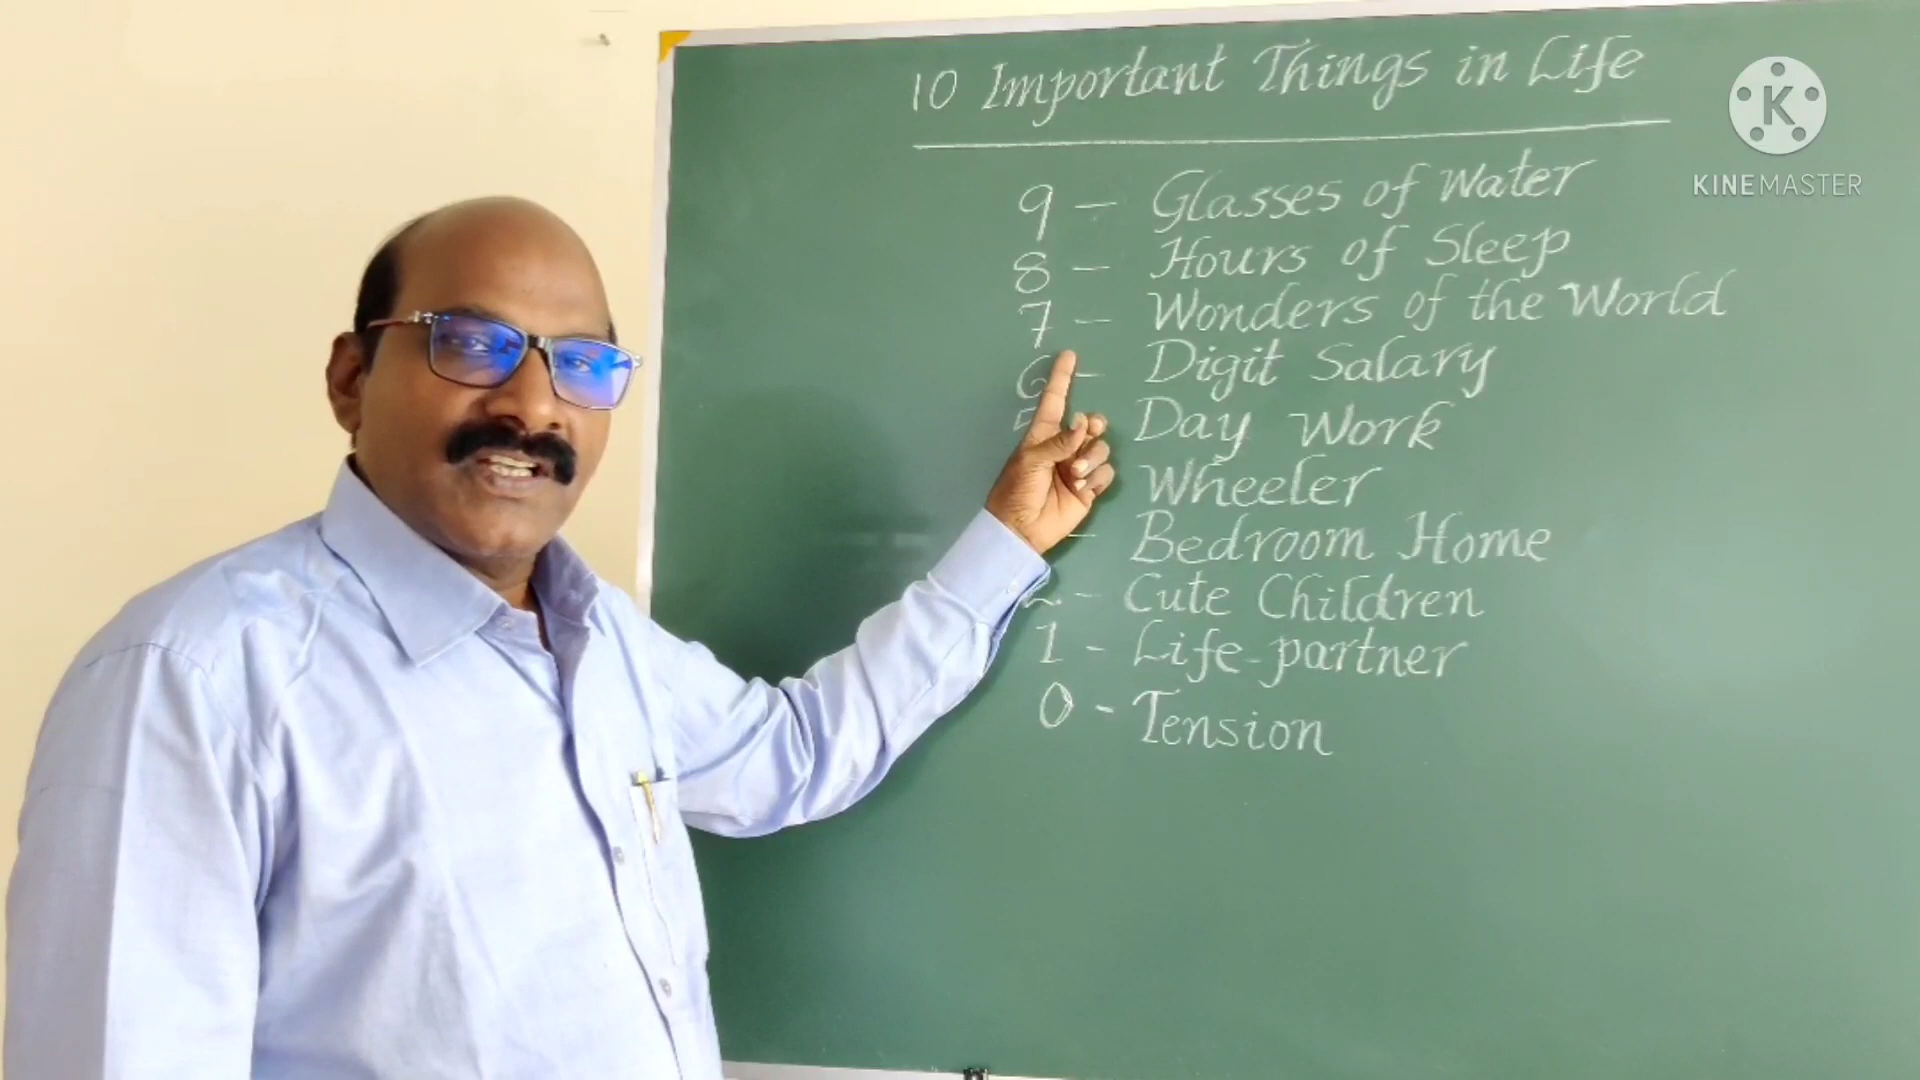 10 Important Things in Life
9 - Glasses of Water
8 - Hours of Sleep
7 - Wonders of the World
6 - Digit Salary
Day Work
Wheeler
- Bedroom Home
2 - Cute Children
1 - Life-partner
0 - Tension
K
KINEMASTER